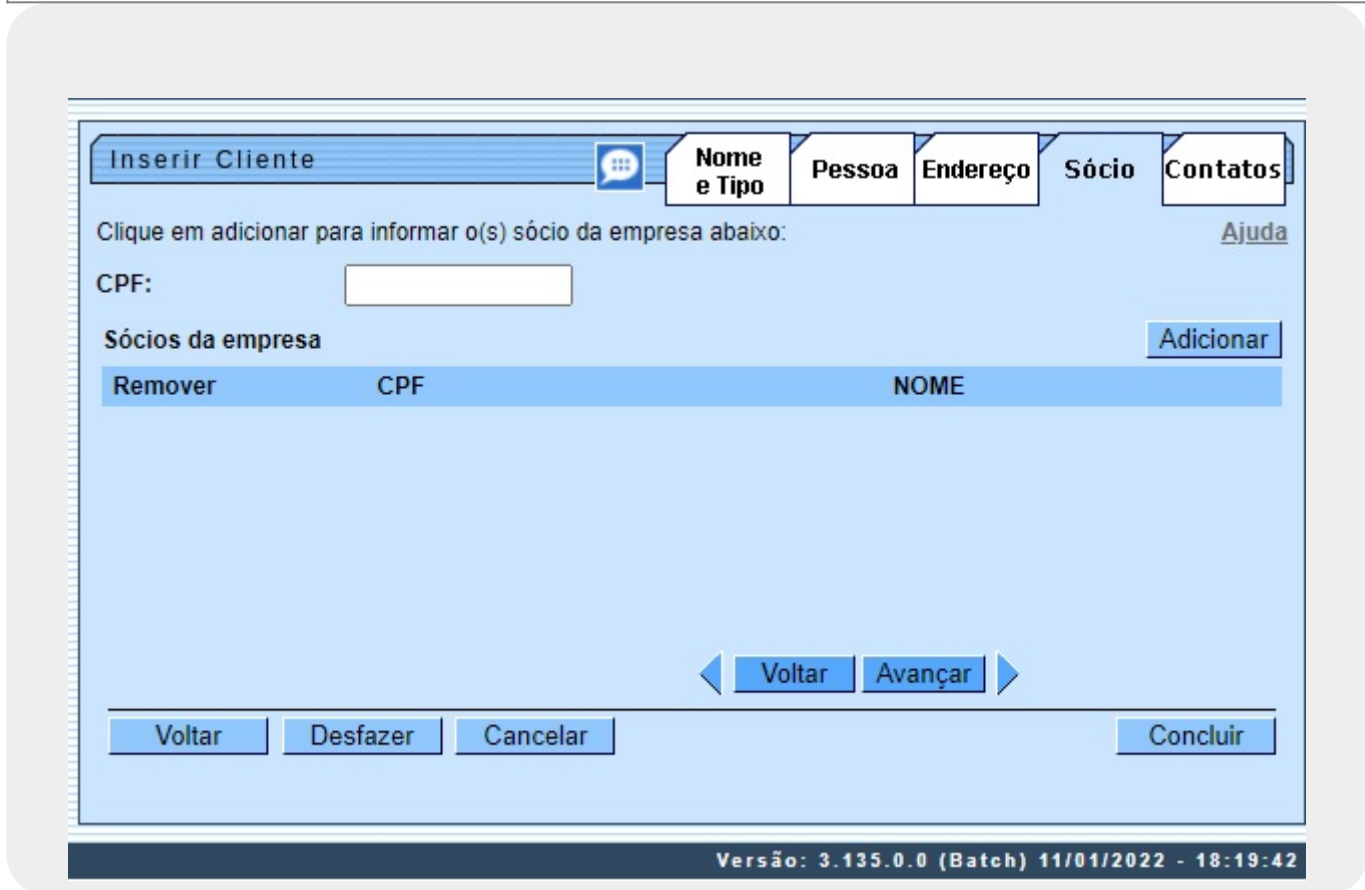 Inserir Cliente
Nome e Tipo
Pessoa
Endereço
Sócio
Contatos
Clique em adicionar para informar o(s) sócio da empresa abaixo:
Ajuda
CPF:
Sócios da empresa
Adicionar
Remover CPF NOME
Voltar Avançar
Voltar Desfazer Cancelar Concluir
Versão: 3.135.0.0 (Batch) 11/01/2022 - 18:19:42